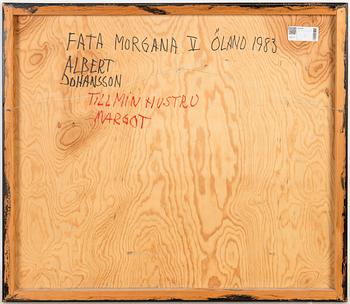 FATA MORGANA V ÖLAND 1983
ALBERT
JOHANSSON
TILL MIN HUSTRU
MARGOT